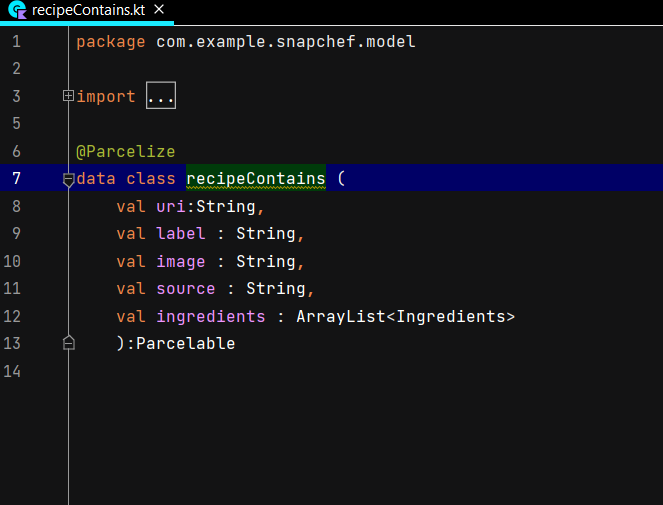 recipeContains.kt
1 package com.example.snapchef.model
2
3 import ...
5
6 @Parcelize
7 data class recipeContains (
8 val uri:String,
9 val label : String,
10 val image : String,
11 val source : String,
12 val ingredients : ArrayList<Ingredients>
13 ):Parcelable
14